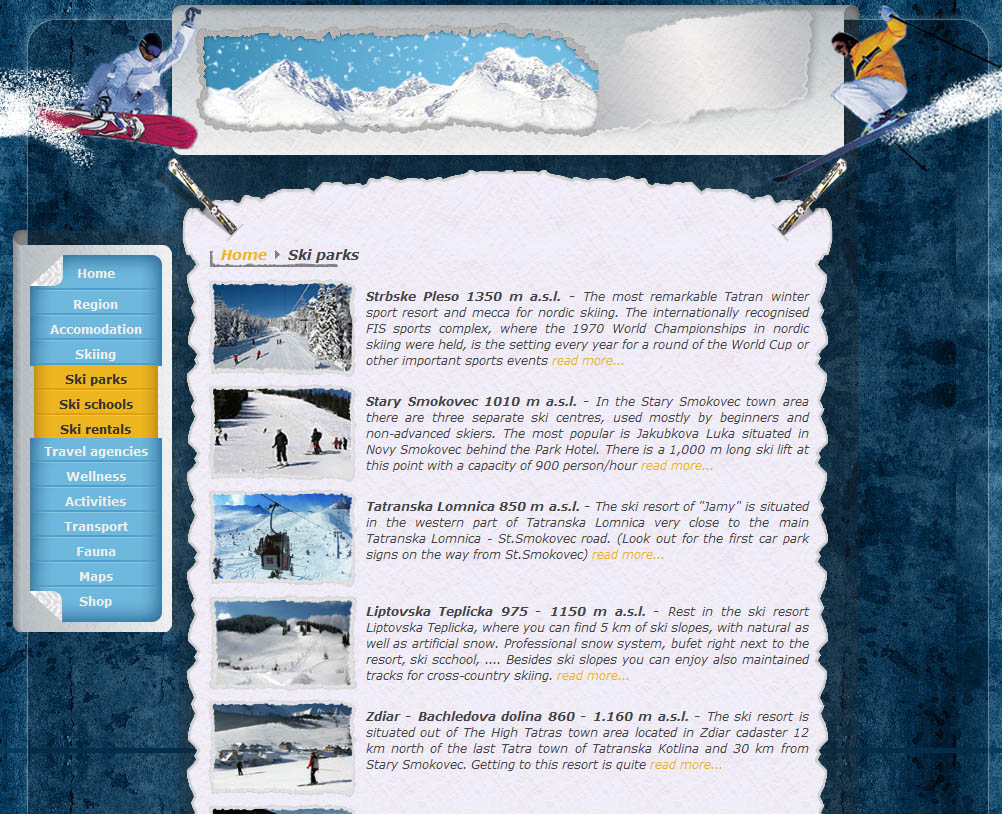 Home
Region
Accomodation
Skiing
Ski parks
Ski schools
Ski rentals
Travel agencies
Wellness
Activities
Transport
Fauna
Maps
Shop
Home Ski parks
Strbske Pleso 1350 m a.s.l. - The most remarkable Tatran winter
sport resort and mecca for nordic skiing. The internationally recognised
FIS sports complex, where the 1970 World Championships in nordic
skiing were held, is the setting every year for a round of the World Cup or
other important sports events read more...
Stary Smokovec 1010 m a.s.l. - In the Stary Smokovec town area
there are three separate ski centres, used mostly by beginners and
non-advanced skiers. The most popular is Jakubkova Luka situated in
Novy Smokovec behind the Park Hotel. There is a 1,000 m long ski lift at
this point with a capacity of 900 person/hour read more...
Tatranska Lomnica 850 m a.s.l. - The ski resort of "Jamy" is situated
in the western part of Tatranska Lomnica very close to the main
Tatranska Lomnica - St.Smokovec road. (Look out for the first car park
signs on the way from St.Smokovec) read more...
Liptovska Teplicka 975 - 1150 m a.s.l. - Rest in the ski resort
Liptovska Teplicka, where you can find 5 km of ski slopes, with natural as
well as artificial snow. Professional snow system, bufet right next to the
resort, ski scchool, .... Besides ski slopes you can enjoy also maintained
tracks for cross-country skiing. read more...
Zdiar - Bachledova dolina 860 - 1.160 m a.s.l. - The ski resort is
situated out of The High Tatras town area located in Zdiar cadaster 12
km north of the last Tatra town of Tatranska Kotlina and 30 km from
Stary Smokovec. Getting to this resort is quite read more...